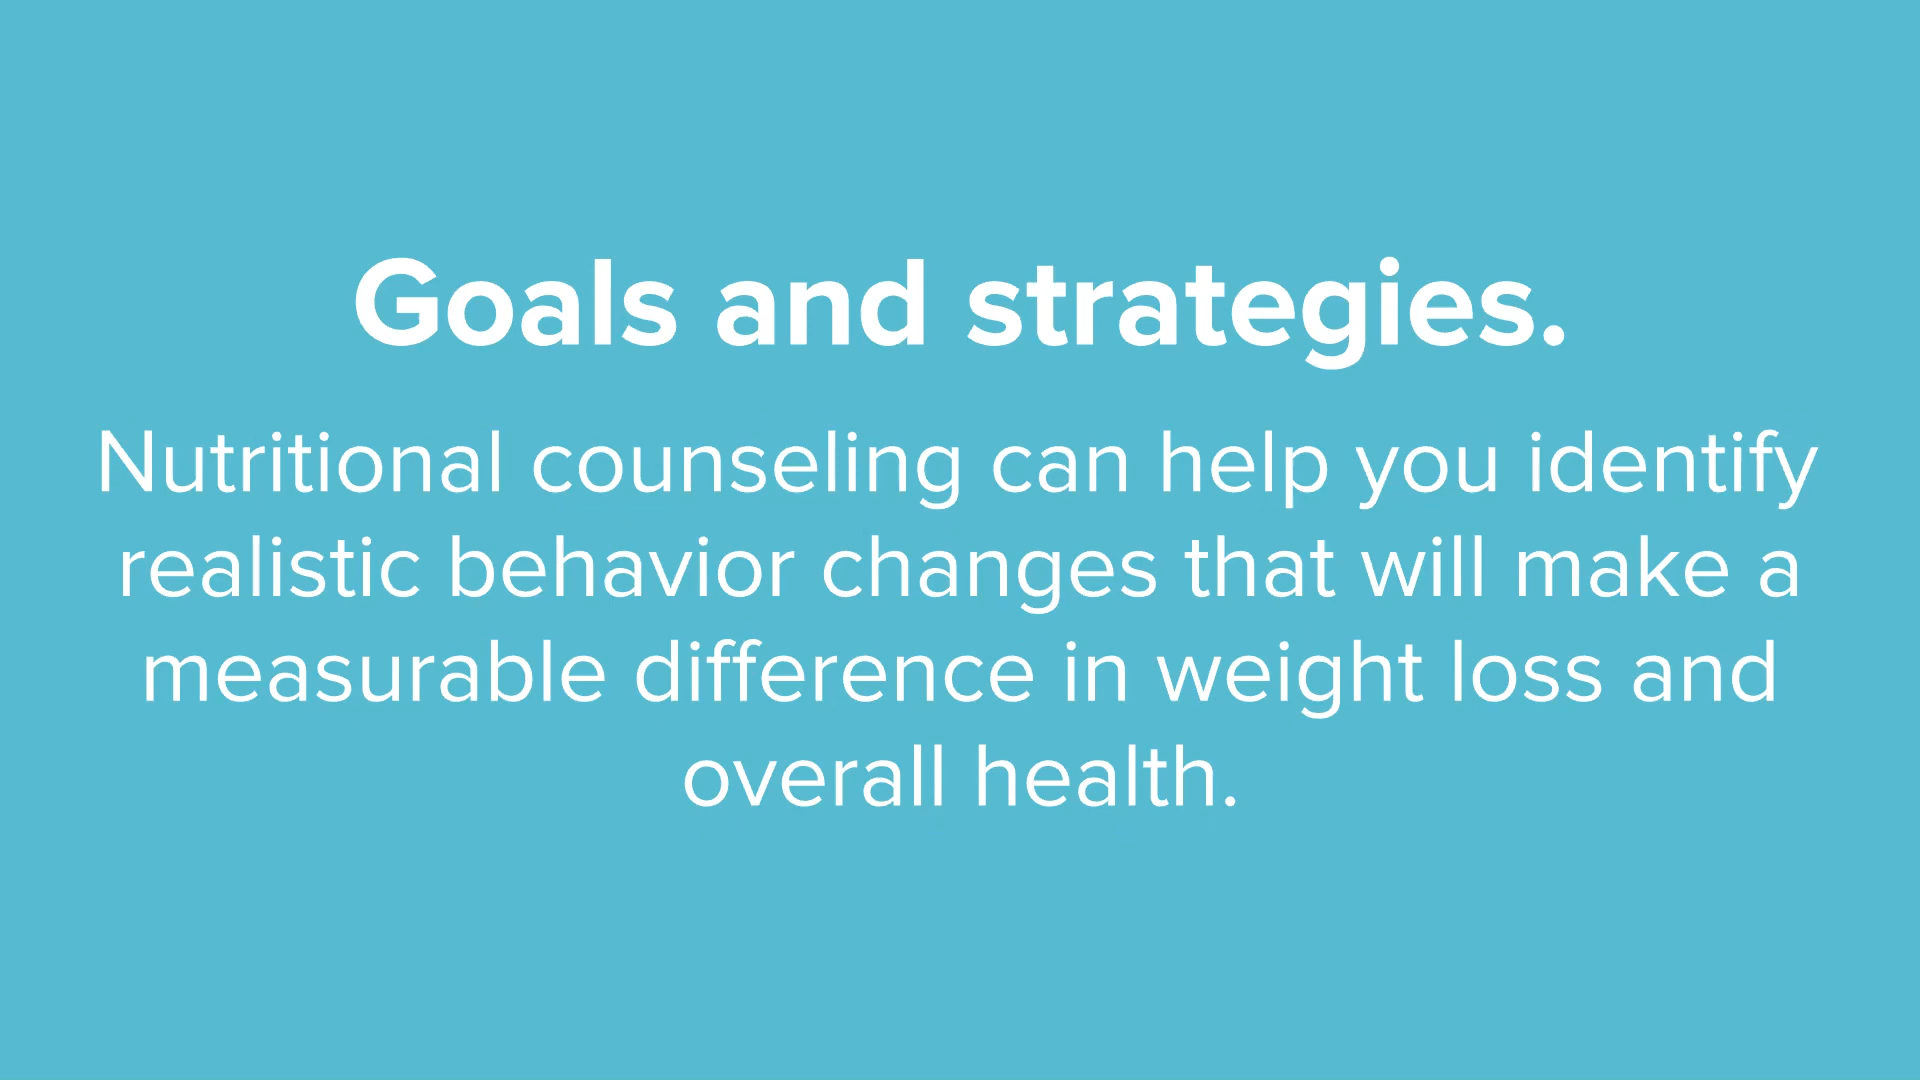 Goals and strategies.
Nutritional counseling can help you identify
realistic behavior changes that will make a
measurable difference in weight loss and
overall health.